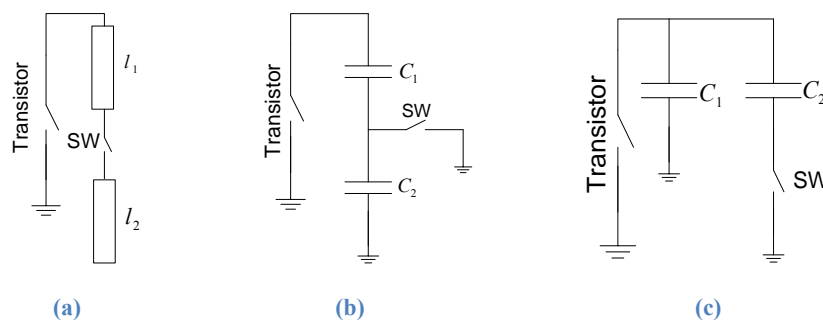 Transistor
l1
SW
l2
(a)
Transistor
C1
SW
C2
(b)
Transistor
C1
C2
SW
(c)